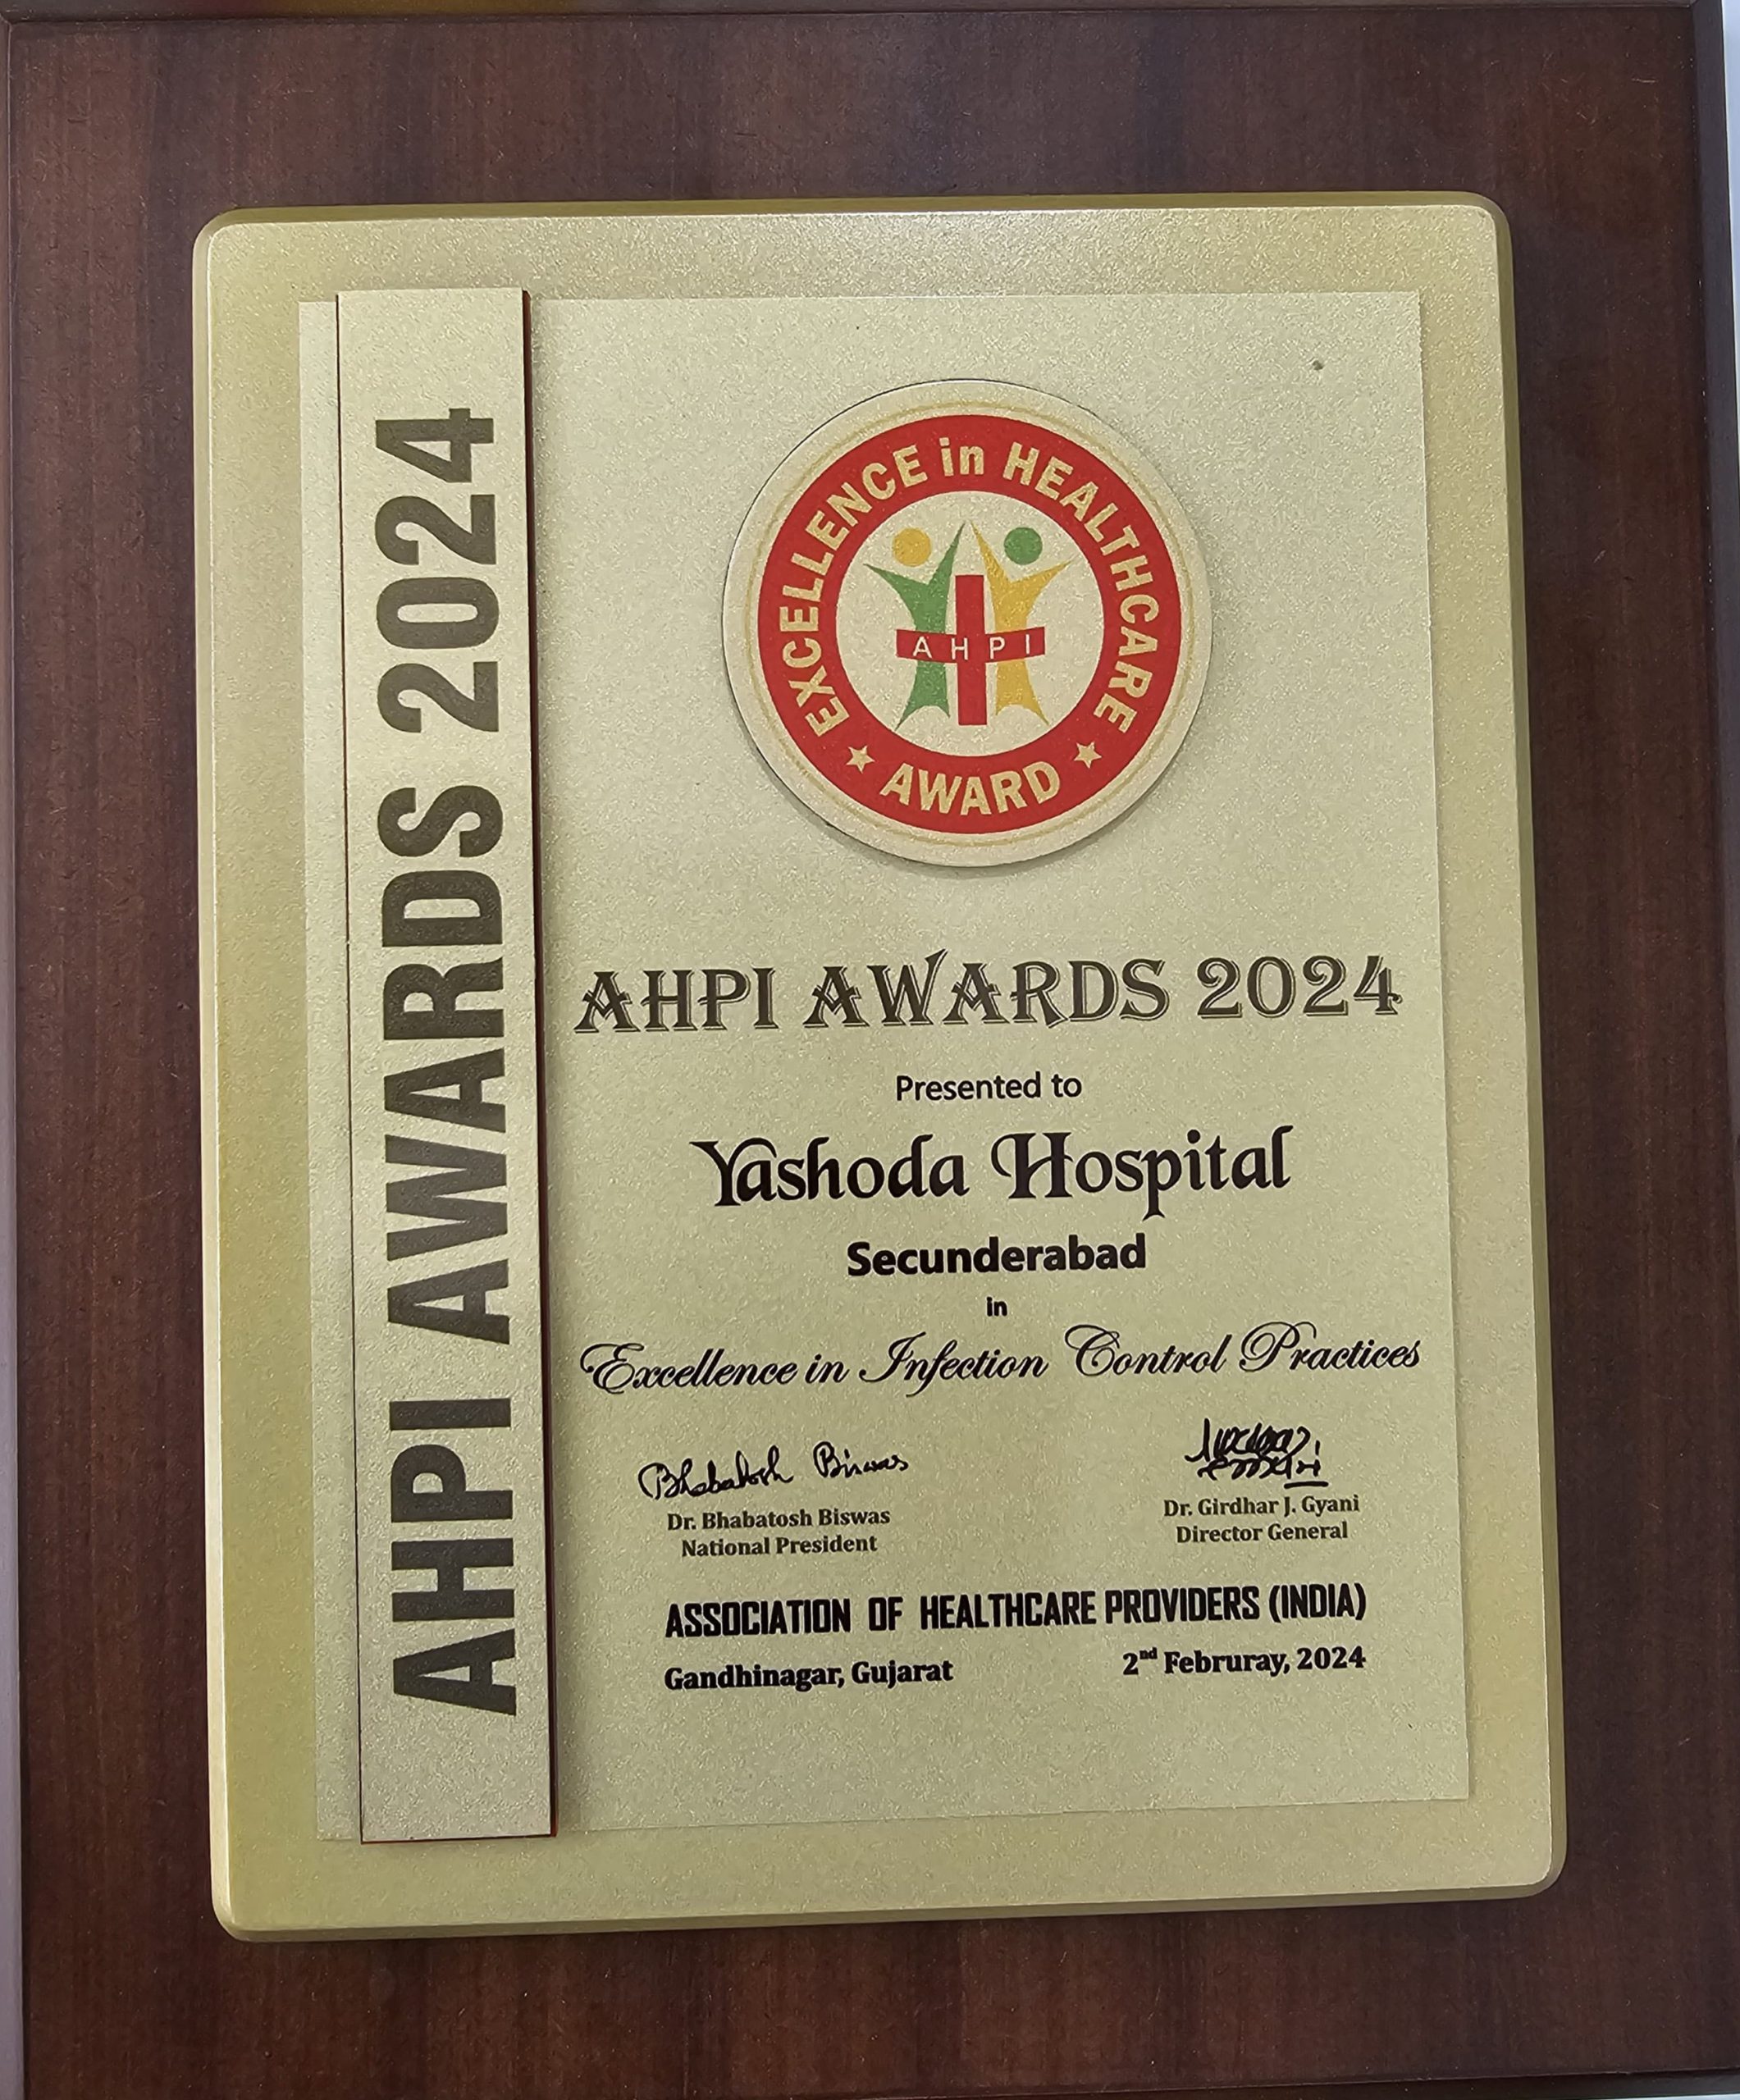 AHPI AWARDS 2024
EXCELLENCE in HEALTHCARE
AHPI
★ AWARD ★
AHPI AWARDS 2024
Presented to
Yashoda Hospital
Secunderabad
in
Excellence in Infection Control Practices
Bhabatosh Biswas
Dr. Bhabatosh Biswas
National President
Dr. Girdhar J. Gyani
Director General
ASSOCIATION OF HEALTHCARE PROVIDERS (INDIA)
Gandhinagar, Gujarat
2nd Februray, 2024